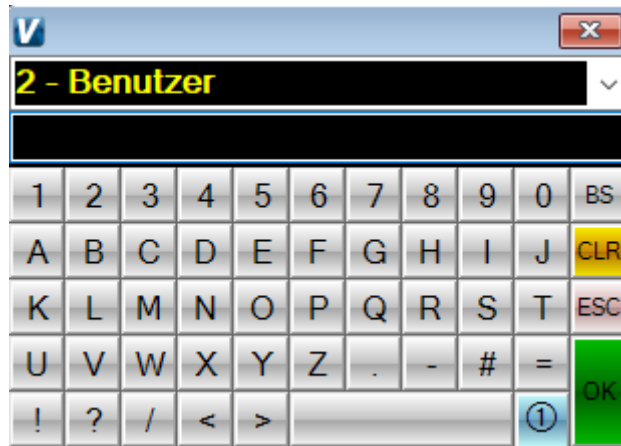 V
2 - Benutzer
1 2 3 4 5 6 7 8 9 0 BS
A B C D E F G H I J CLR
K L M N O P Q R S T ESC
U V W X Y Z . - # = OK
! ? / < > ①